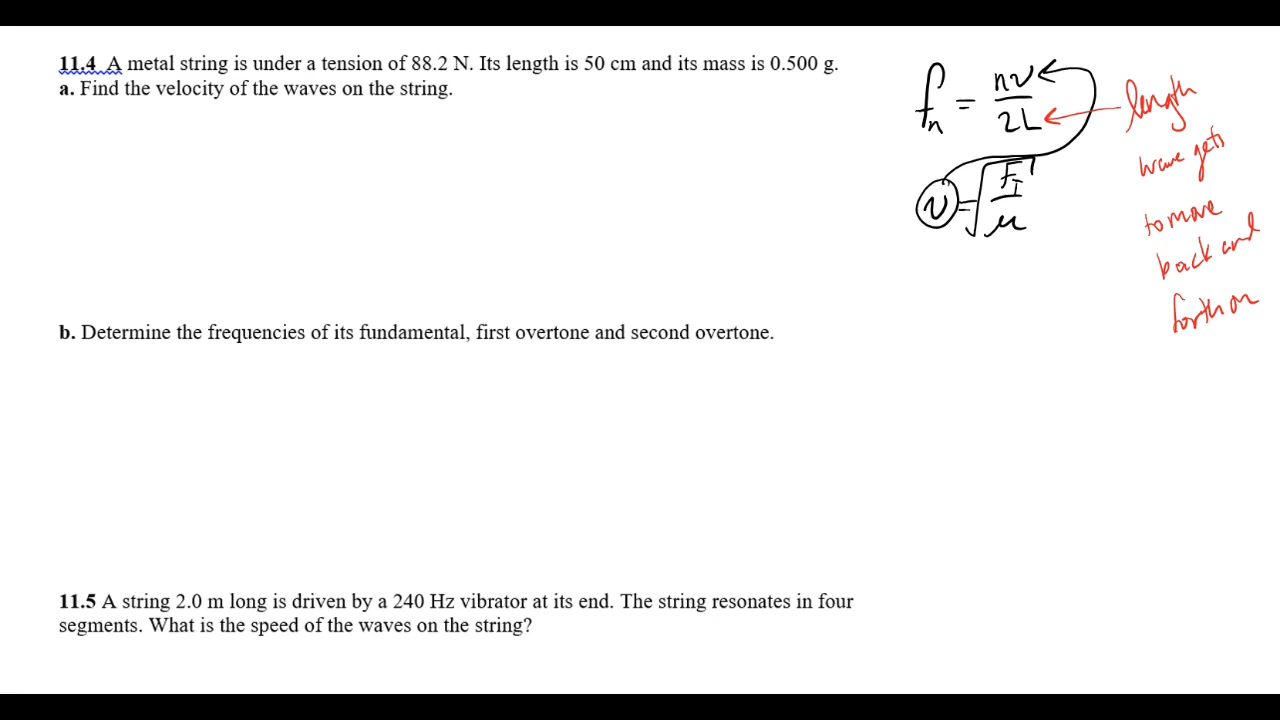 11.4 A metal string is under a tension of 88.2 N. Its length is 50 cm and its mass is 0.500 g.
a. Find the velocity of the waves on the string.
fn = nv / 2L
length
wave gets
to move
back and
forth on
v = √(FT / μ)
b. Determine the frequencies of its fundamental, first overtone and second overtone.
11.5 A string 2.0 m long is driven by a 240 Hz vibrator at its end. The string resonates in four
segments. What is the speed of the waves on the string?